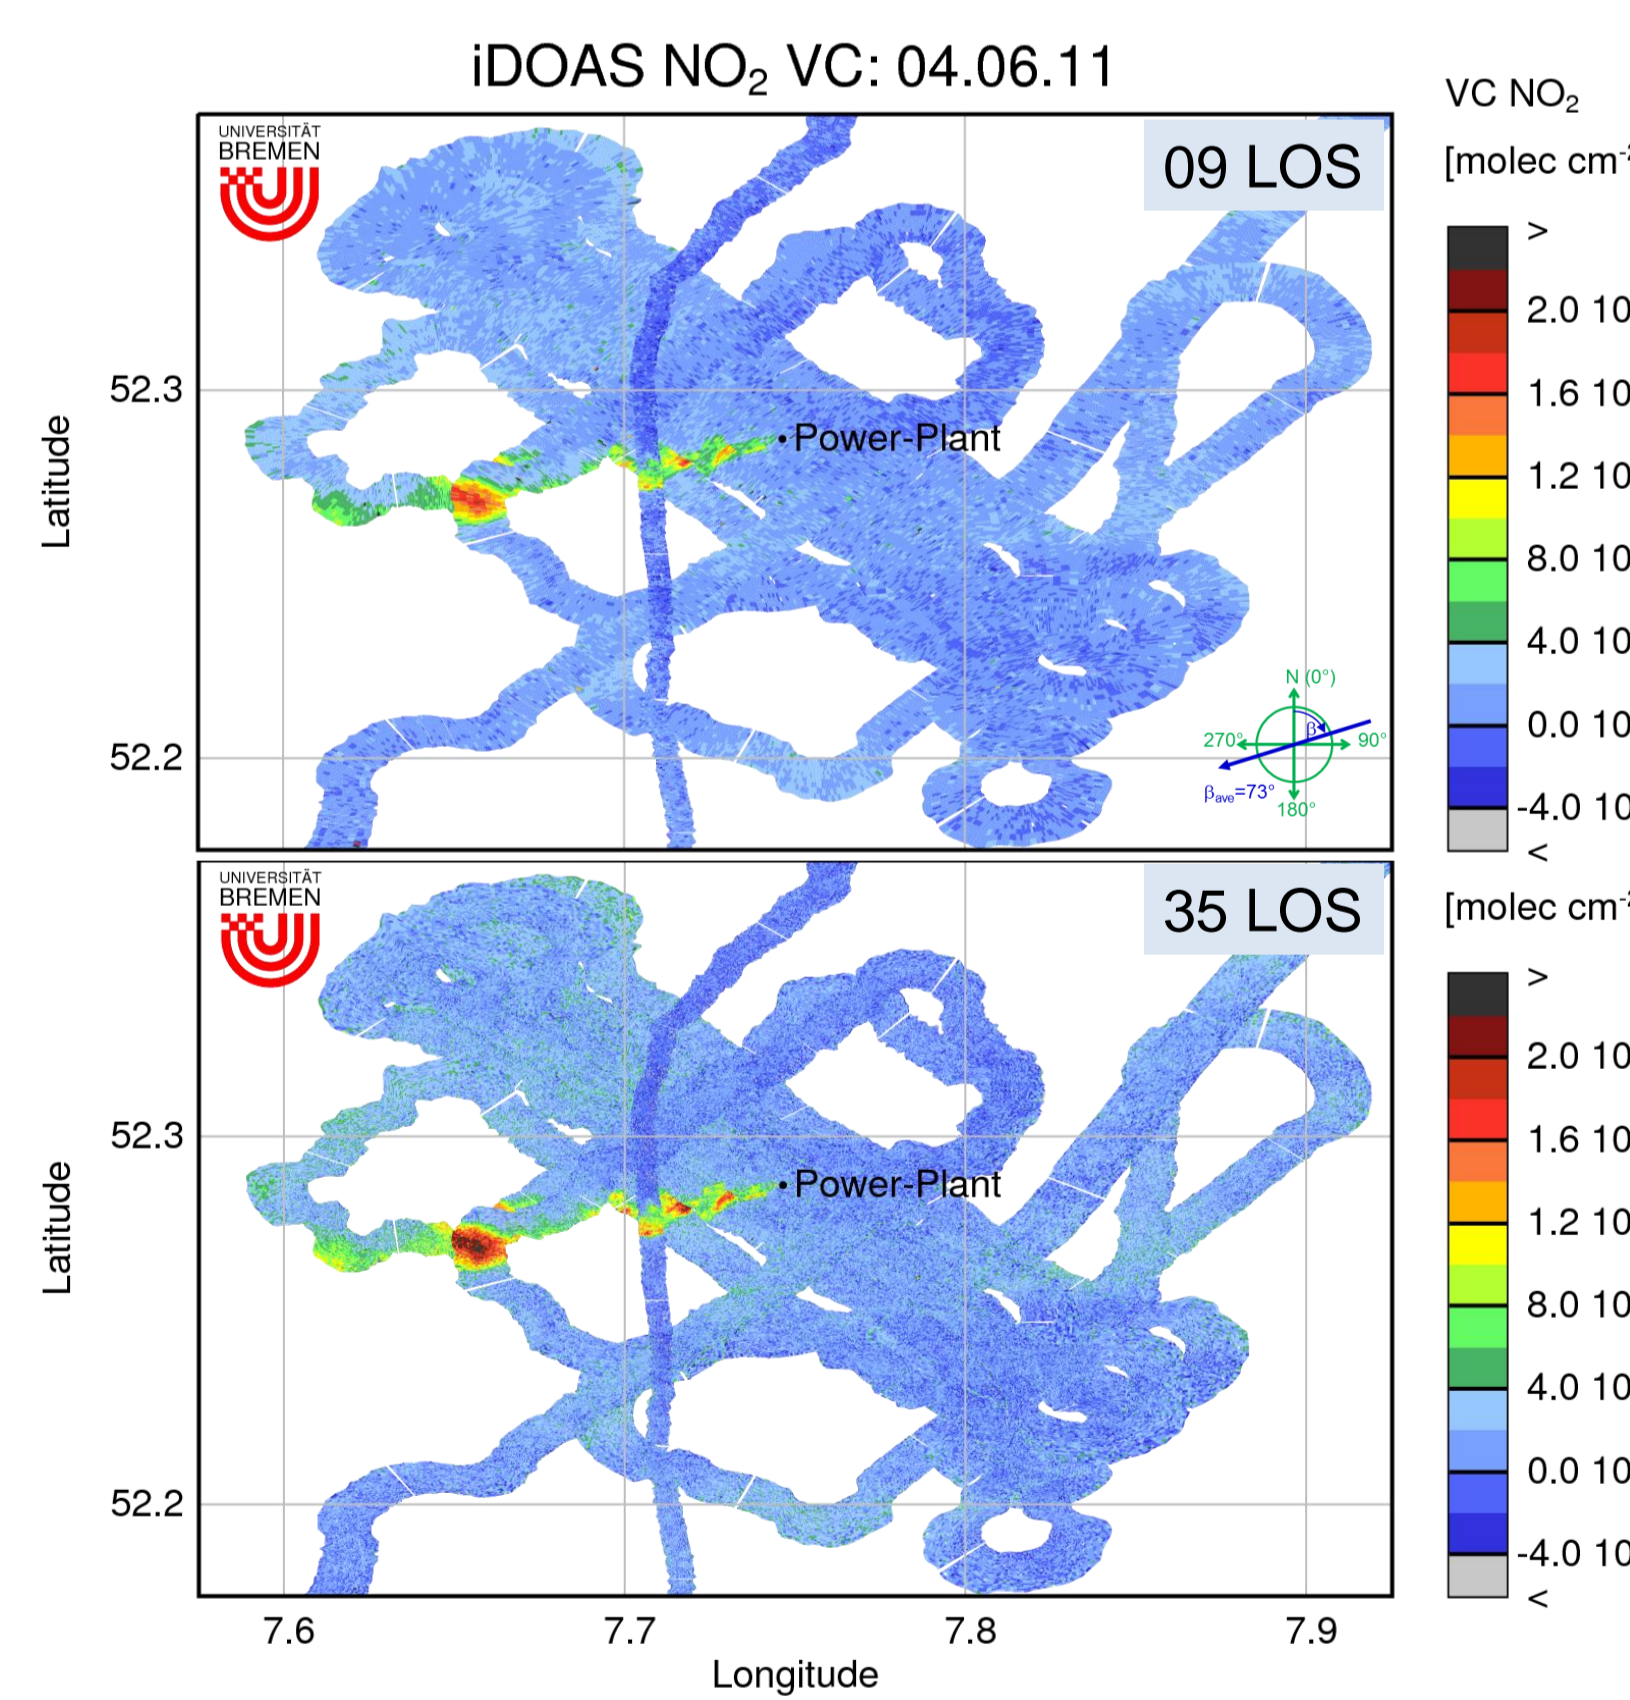 iDOAS NO₂ VC: 04.06.11
VC NO₂
[molec cm⁻²
UNIVERSITÄT
BREMEN
09 LOS
>
2.0 10
1.6 10
1.2 10
8.0 10
4.0 10
0.0 10
-4.0 10
<
Latitude
52.3
52.2
Power-Plant
N (0°)
β
270°
90°
βave=73°
180°
[molec cm⁻²
UNIVERSITÄT
BREMEN
35 LOS
>
2.0 10
1.6 10
1.2 10
8.0 10
4.0 10
0.0 10
-4.0 10
<
Latitude
52.3
52.2
Power-Plant
7.6 7.7 7.8 7.9
Longitude